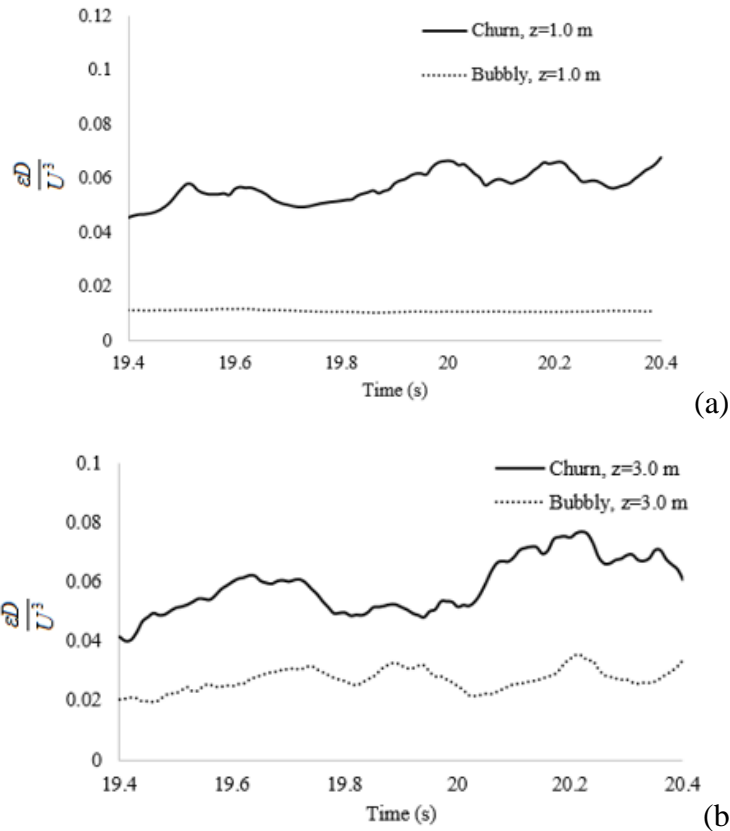 0.12
Churn, z=1.0 m
0.1
Bubbly, z=1.0 m
0.08
εD
U³
0.06
0.04
0.02
0
19.4 19.6 19.8 20 20.2 20.4
Time (s)
(a)
0.1
Churn, z=3.0 m
Bubbly, z=3.0 m
0.08
0.06
εD
U³
0.04
0.02
0
19.4 19.6 19.8 20 20.2 20.4
Time (s)
(b